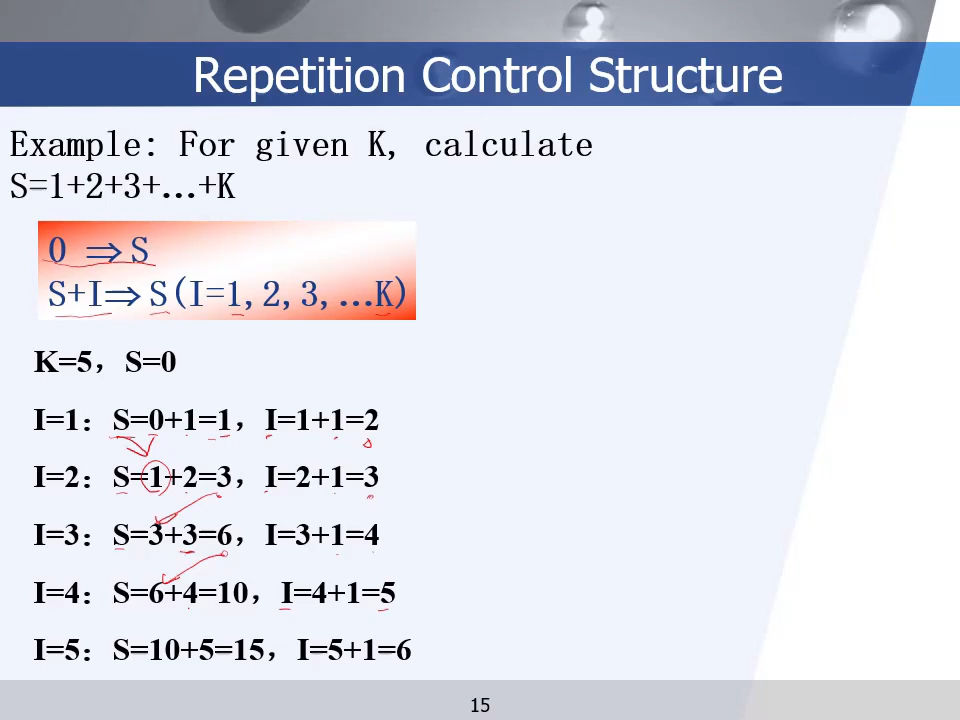 Repetition Control Structure
Example: For given K, calculate
S=1+2+3+…+K
0 ⇒ S
S+I⇒ S(I=1,2,3,…K)
K=5，S=0
I=1：S=0+1=1，I=1+1=2
I=2：S=1+2=3，I=2+1=3
I=3：S=3+3=6，I=3+1=4
I=4：S=6+4=10，I=4+1=5
I=5：S=10+5=15，I=5+1=6
15